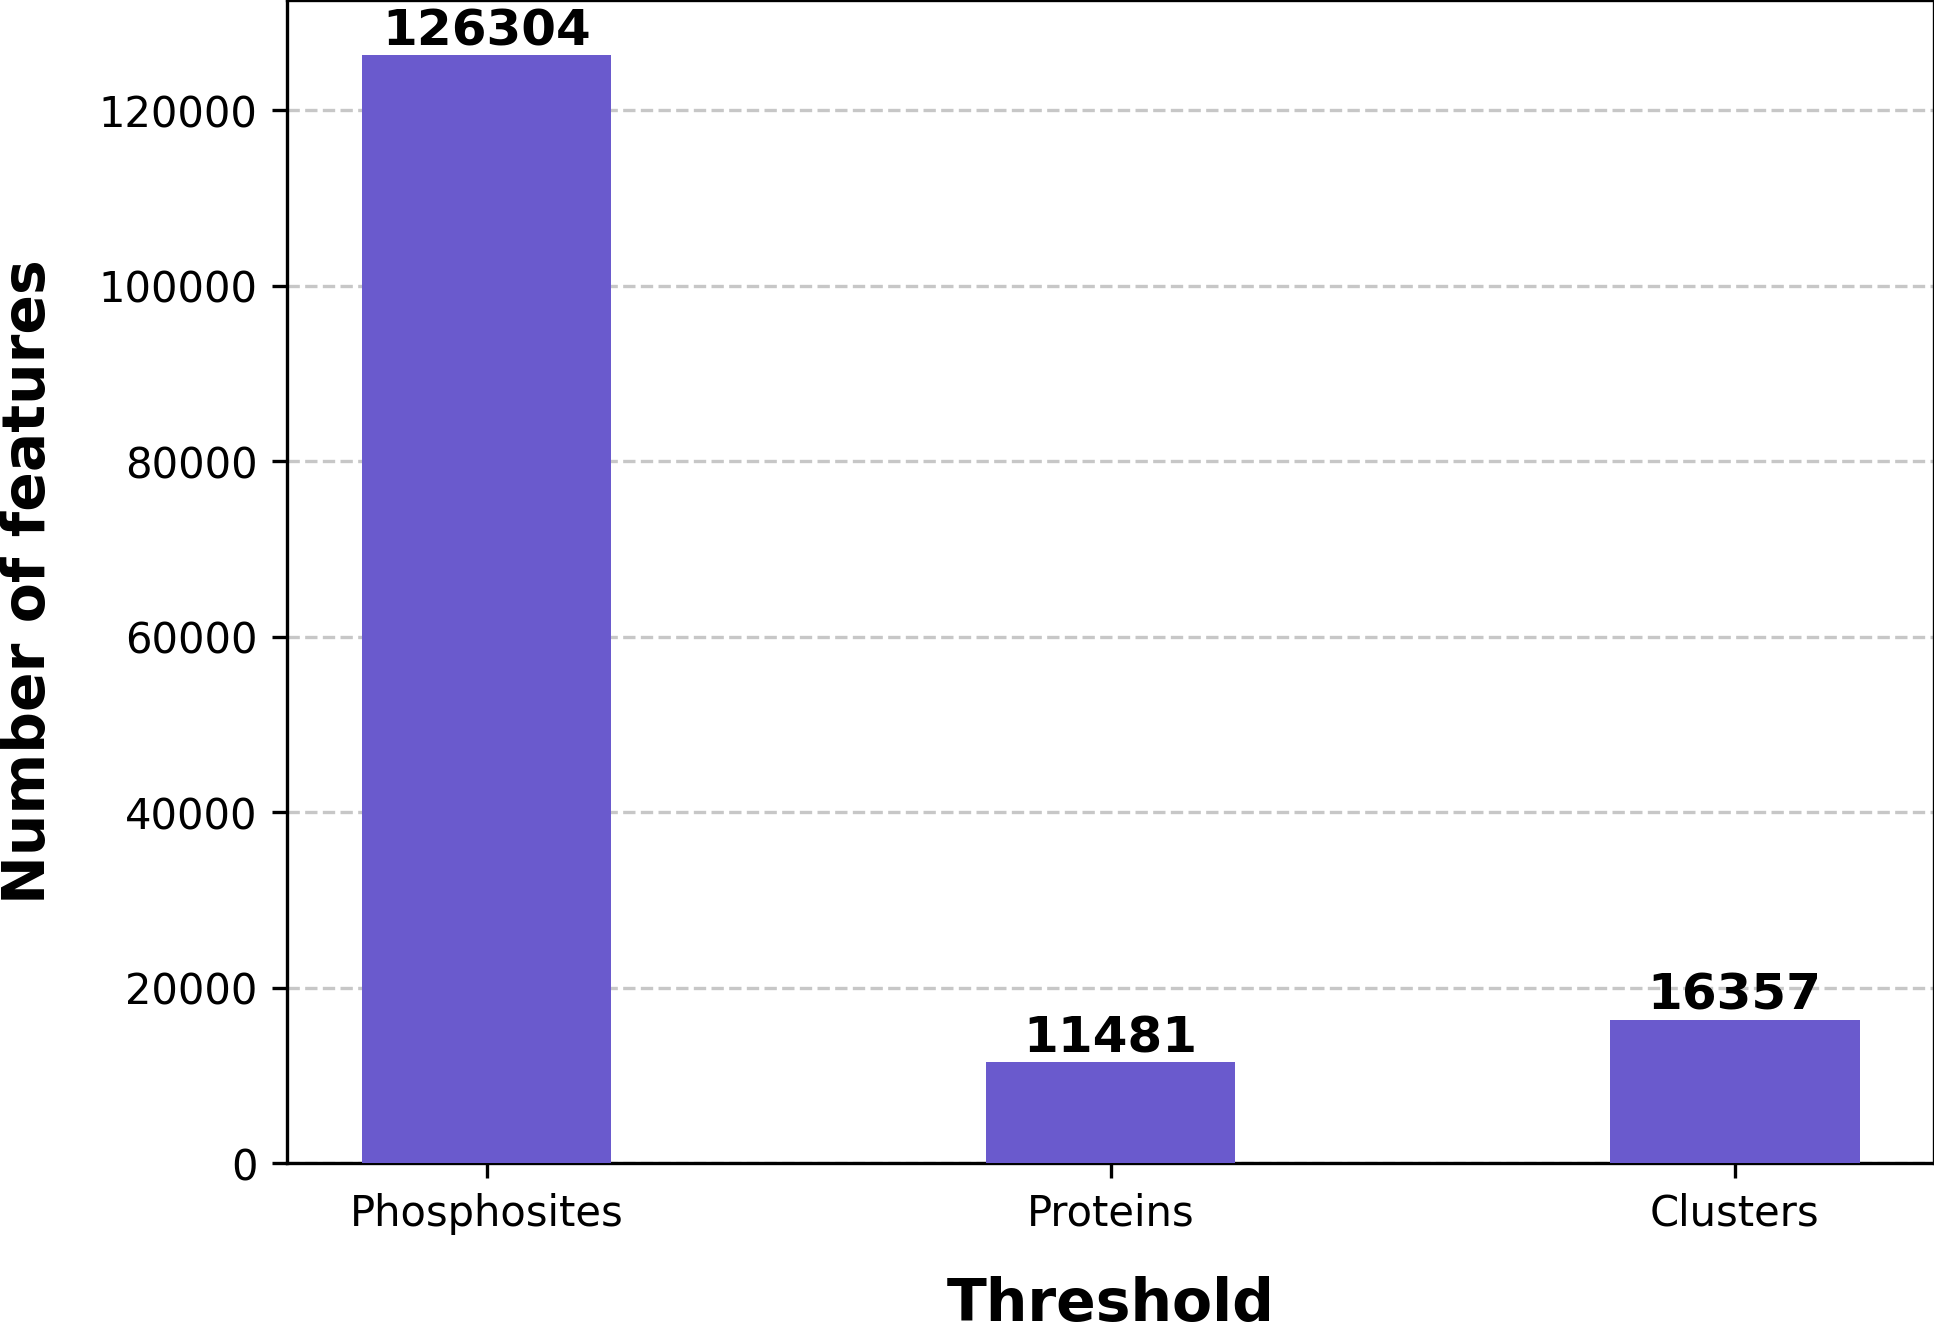 Number of features
120000
100000
80000
60000
40000
20000
0
126304
11481
16357
Phosphosites
Proteins
Clusters
Threshold